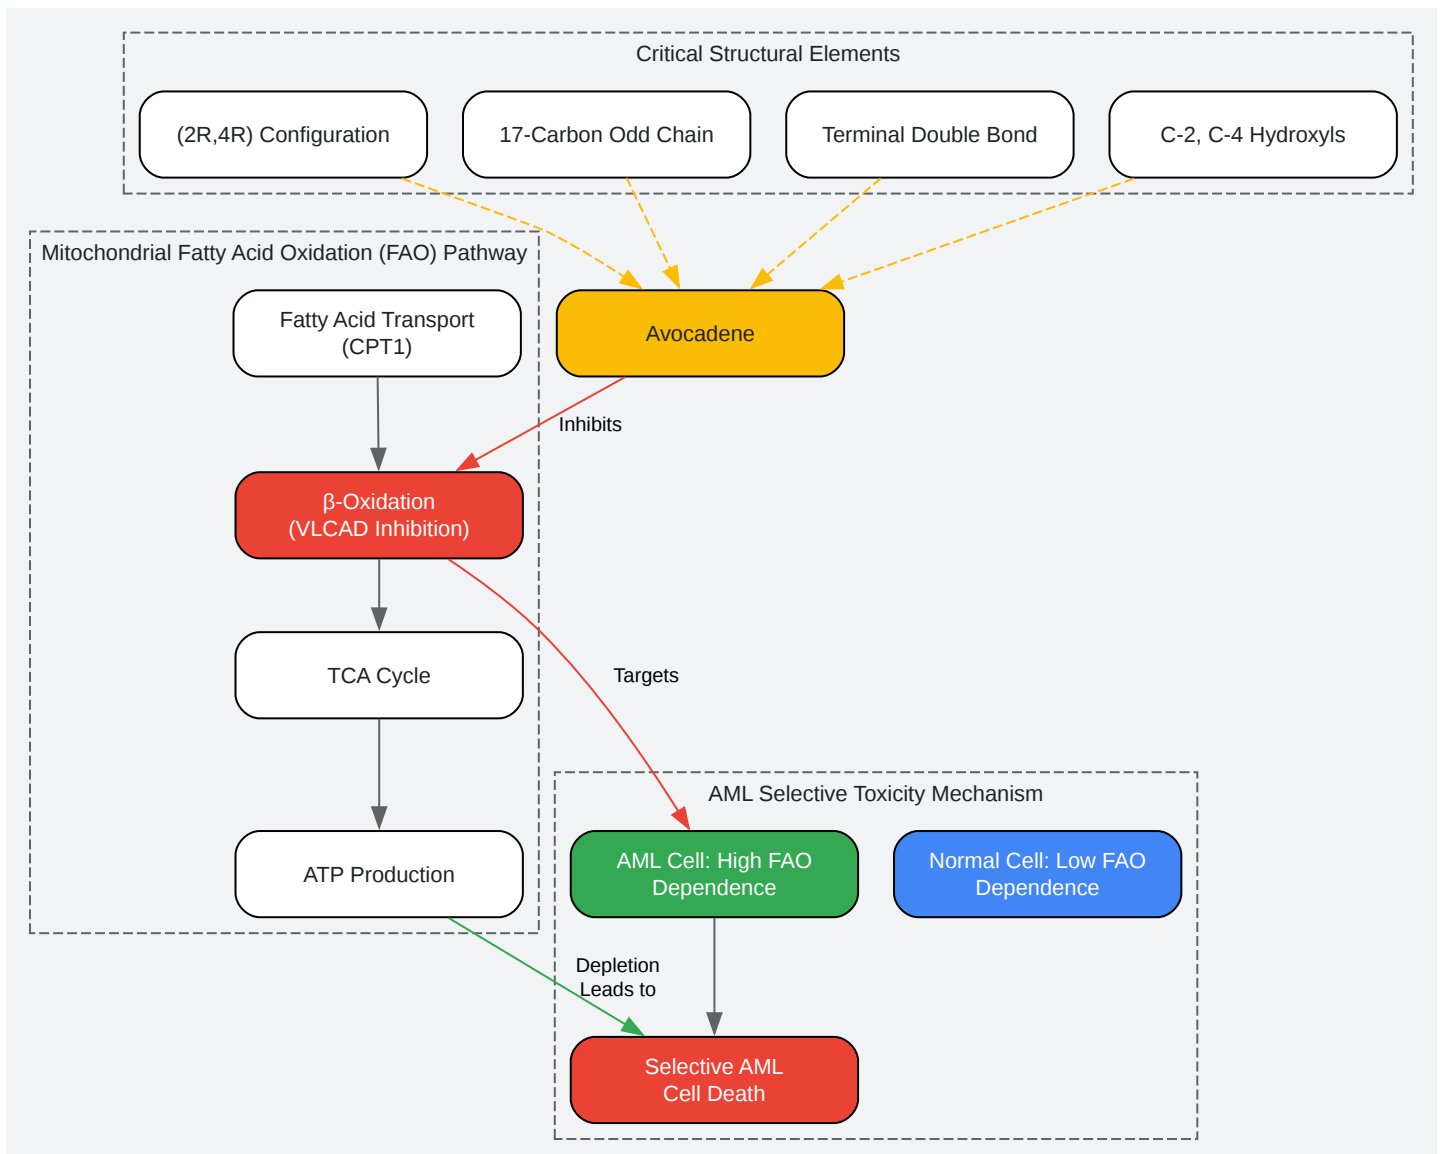 Critical Structural Elements
(2R,4R) Configuration
17-Carbon Odd Chain
Terminal Double Bond
C-2, C-4 Hydroxyls
Mitochondrial Fatty Acid Oxidation (FAO) Pathway
Fatty Acid Transport
(CPT1)
Avocadene
Inhibits
β-Oxidation
(VLCAD Inhibition)
TCA Cycle
Targets
AML Selective Toxicity Mechanism
ATP Production
AML Cell: High FAO
Dependence
Normal Cell: Low FAO
Dependence
Depletion
Leads to
Selective AML
Cell Death